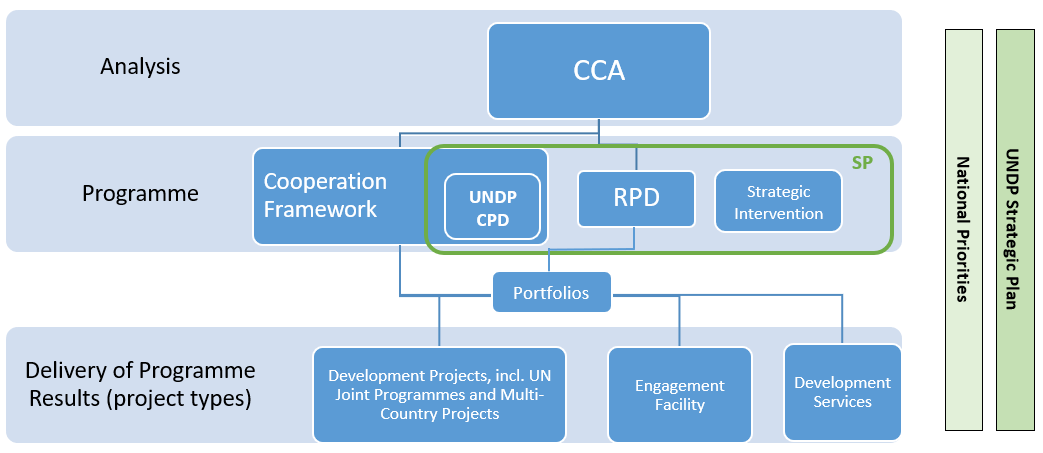 Analysis
CCA
Programme
Cooperation
Framework
UNDP
CPD
RPD
Strategic
Intervention
SP
Portfolios
Delivery of Programme
Results (project types)
Development Projects, incl. UN
Joint Programmes and Multi-
Country Projects
Engagement
Facility
Development
Services
National Priorities
UNDP Strategic Plan